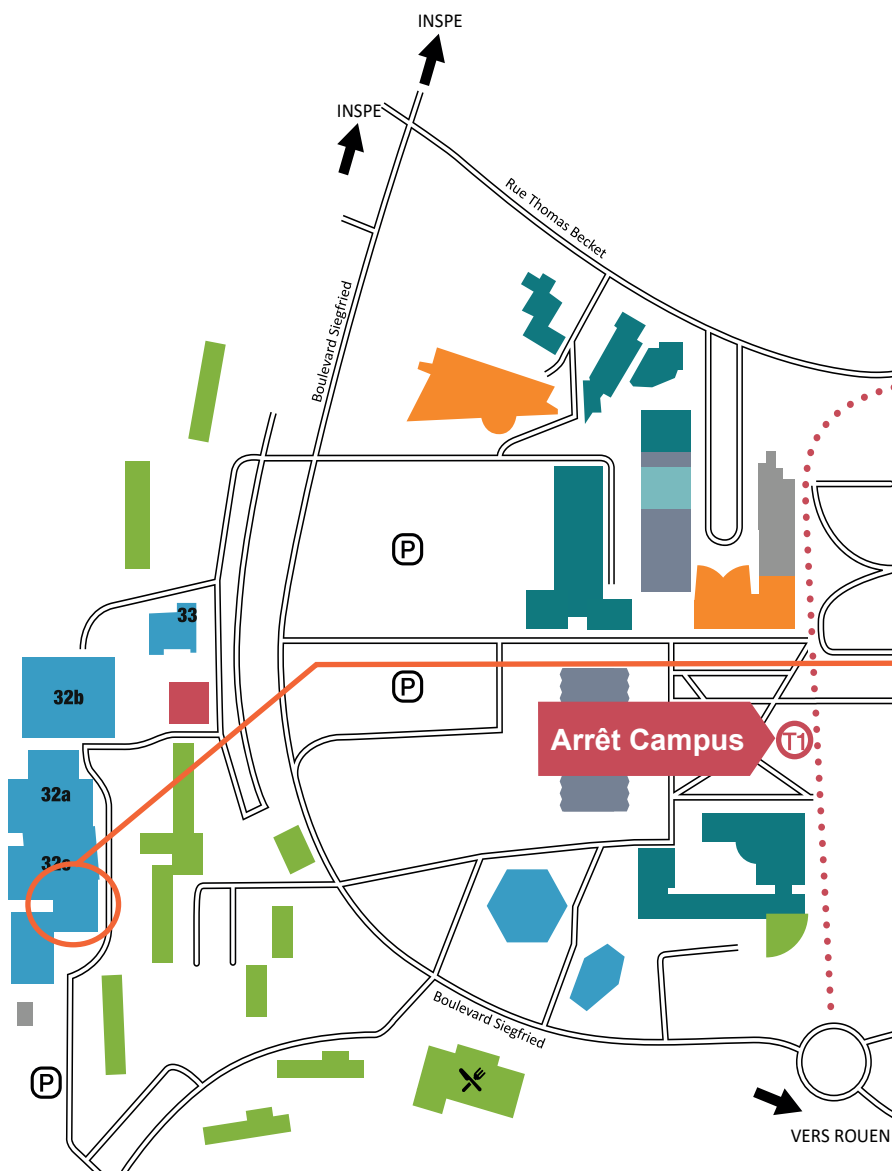 INSPE
INSPE
Rue Thomas Becket
Boulevard Siegfried
P
33
32b
P
Arrêt Campus
T1
32a
Boulevard Siegfried
P
VERS ROUEN